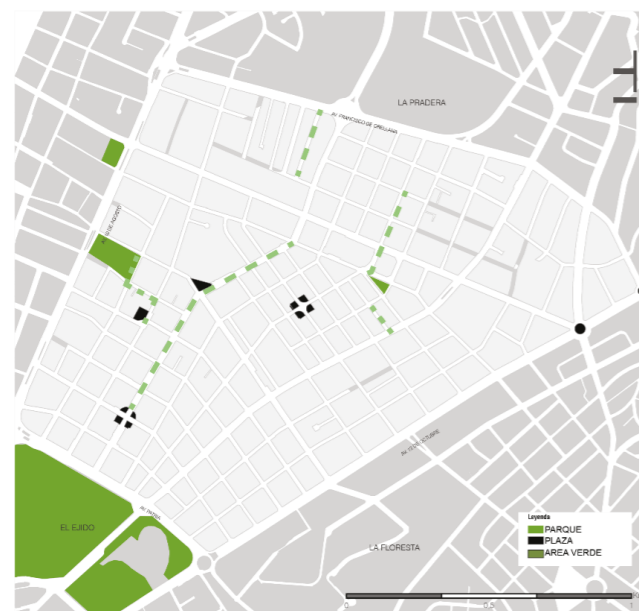 LA PRADERA
AV. FRANCISCO DE ORELLANA
AV. 10 DE AGOSTO
AV. 12 DE OCTUBRE
AV. PATRIA
EL EJIDO
LA FLORESTA
Leyenda
PARQUE
PLAZA
AREA VERDE
0
0.5